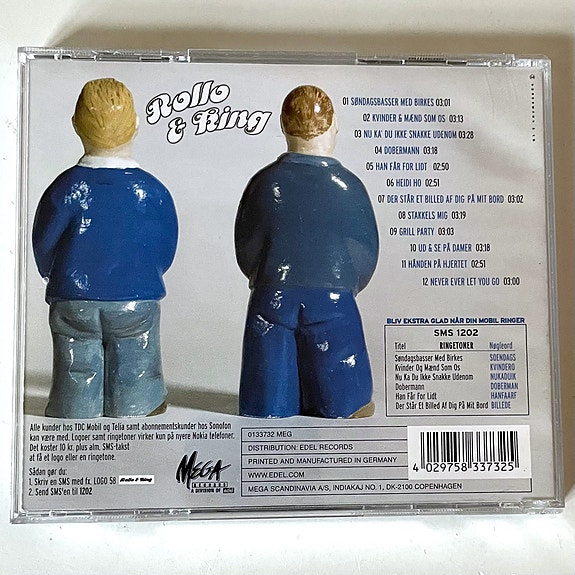 Rollo
& King
01 SØNDAGSBASSER MED BIRKES 03:01
02 KVINDER & MÆND SOM OS 03:13
03 NU KA' DU IKKE SNAKKE UDENOM 03:28
04 DOBERMANN 03:18
05 HAN FÅR FOR LIDT 02:50
06 HEIDI HO 02:51
07 DER STÅR ET BILLED AF DIG PÅ MIT BORD 03:02
08 STAKKELS MIG 03:19
09 GRILL PARTY 03:03
10 UD & SE PÅ DAMER 03:18
11 HÅNDEN PÅ HJERTET 02:51
12 NEVER EVER LET YOU GO 03:00
BLIV EKSTRA GLAD NÅR DIN MOBIL RINGER
SMS 1202
Titel RINGETONER Nøgleord
Søndagsbasser Med Birkes SOENDAGS
Kvinder Og Mænd Som Os KVINDERO
Nu Ka Du Ikke Snakke Udenom NUKADUIK
Dobermann DOBERMAN
Han Får For Lidt HANFAARF
Der Står Et Billed Af Dig På Mit Bord BILLEDE
Alle kunder hos TDC Mobil og Telia samt abonnementskunder hos Sonofon
kan være med. Logoer samt ringetoner virker kun på nyere Nokia telefoner.
Det koster 10 kr. plus alm. SMS-takst
at få et logo eller en ringetone.
Sådan gør du:
1. Skriv en SMS med fx. LOGO 58 Rollo & King
2. Send SMS'en til 1202
MEGA
RECORDS
A DIVISION OF edel
0133732 MEG
DISTRIBUTION: EDEL RECORDS
PRINTED AND MANUFACTURED IN GERMANY
WWW.EDEL.COM
MEGA SCANDINAVIA A/S, INDIAKAJ NO. 1, DK-2100 COPENHAGEN
4 029758 337325